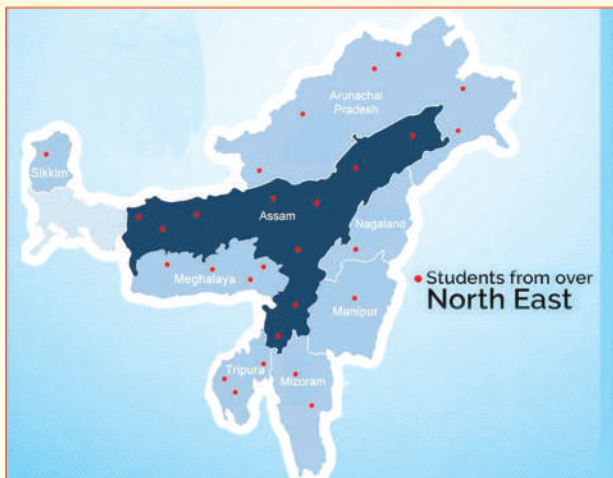 Arunachal
Pradesh
Sikkim
Assam
Nagaland
Meghalaya
Students from over
North East
Manipur
Tripura
Mizoram